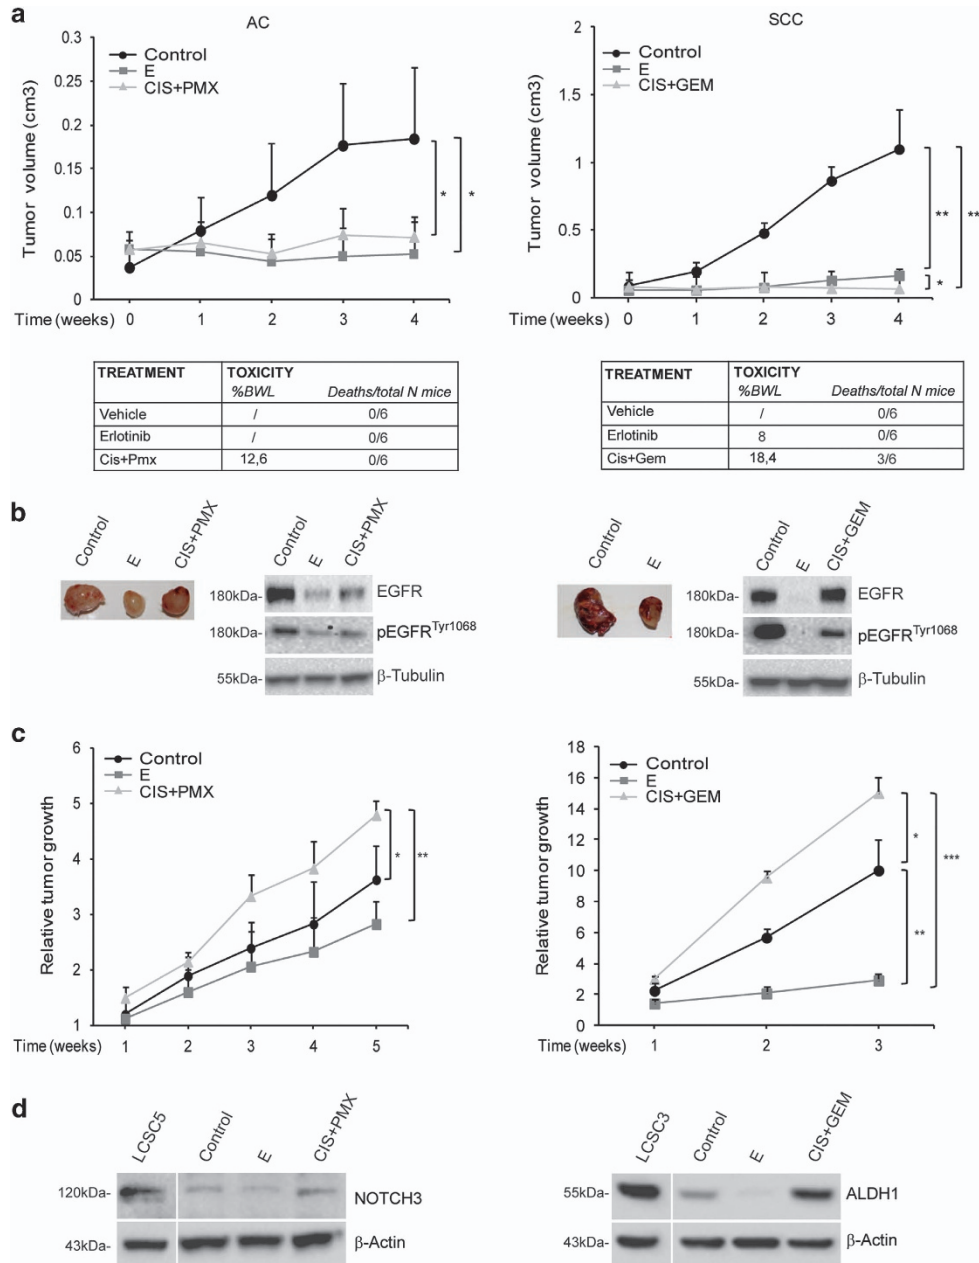 a
AC
0.3
0.25
0.2
0.15
0.1
0.05
0
Tumor volume (cm3)
Control
E
CIS+PMX
*
*
Time (weeks) 0 1 2 3 4
SCC
2
1.5
1
0.5
0
Tumor volume (cm3)
Control
E
CIS+GEM
**
*
**
Time (weeks) 0 1 2 3 4
TREATMENT TOXICITY
%BWL Deaths/total N mice
Vehicle / 0/6
Erlotinib / 0/6
Cis+Pmx 12,6 0/6
TREATMENT TOXICITY
%BWL Deaths/total N mice
Vehicle / 0/6
Erlotinib 8 0/6
Cis+Gem 18,4 3/6
b
Control E CIS+PMX
Control E CIS+PMX
180kDa- EGFR
180kDa- pEGFRTyr1068
55kDa- β-Tubulin
Control E
Control E CIS+GEM
180kDa- EGFR
180kDa- pEGFRTyr1068
55kDa- β-Tubulin
c
6
5
4
3
2
1
Relative tumor growth
Control
E
CIS+PMX
*
**
Time (weeks) 1 2 3 4 5
18
16
14
12
10
8
6
4
2
0
Relative tumor growth
Control
E
CIS+GEM
*
**
***
Time (weeks) 1 2 3
d
LCSC5 Control E CIS+PMX
120kDa- NOTCH3
43kDa- β-Actin
LCSC3 Control E CIS+GEM
55kDa- ALDH1
43kDa- β-Actin